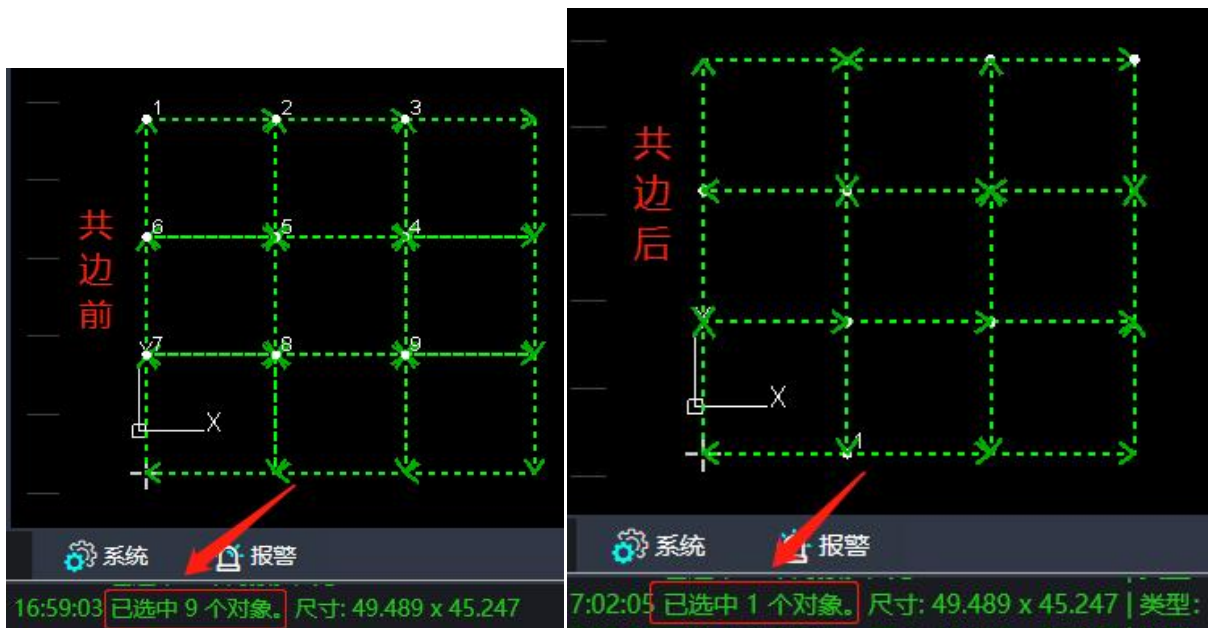 1 2 3
6 5 4
7 8 9
Y
X
共边前
系统 报警
16:59:03 已选中 9 个对象。 尺寸: 49.489 x 45.247
共边后
Y
X
1
系统 报警
7:02:05 已选中 1 个对象。 尺寸: 49.489 x 45.247 | 类型: